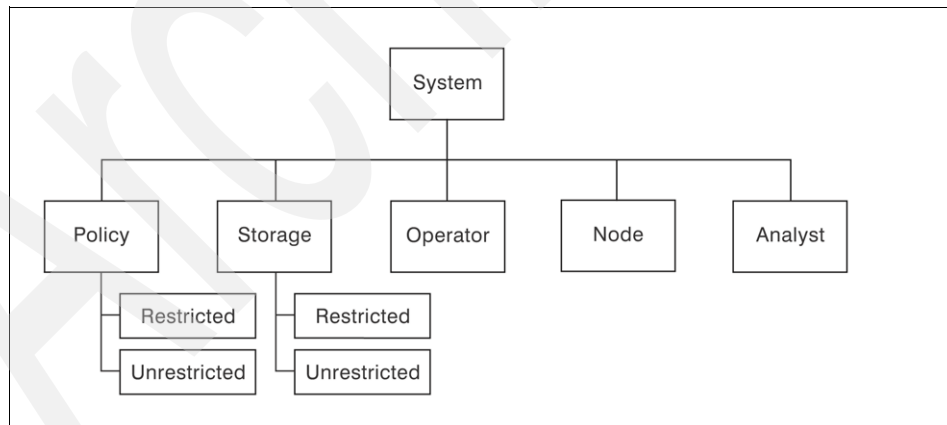 System
Policy
Storage
Operator
Node
Analyst
Restricted
Restricted
Unrestricted
Unrestricted